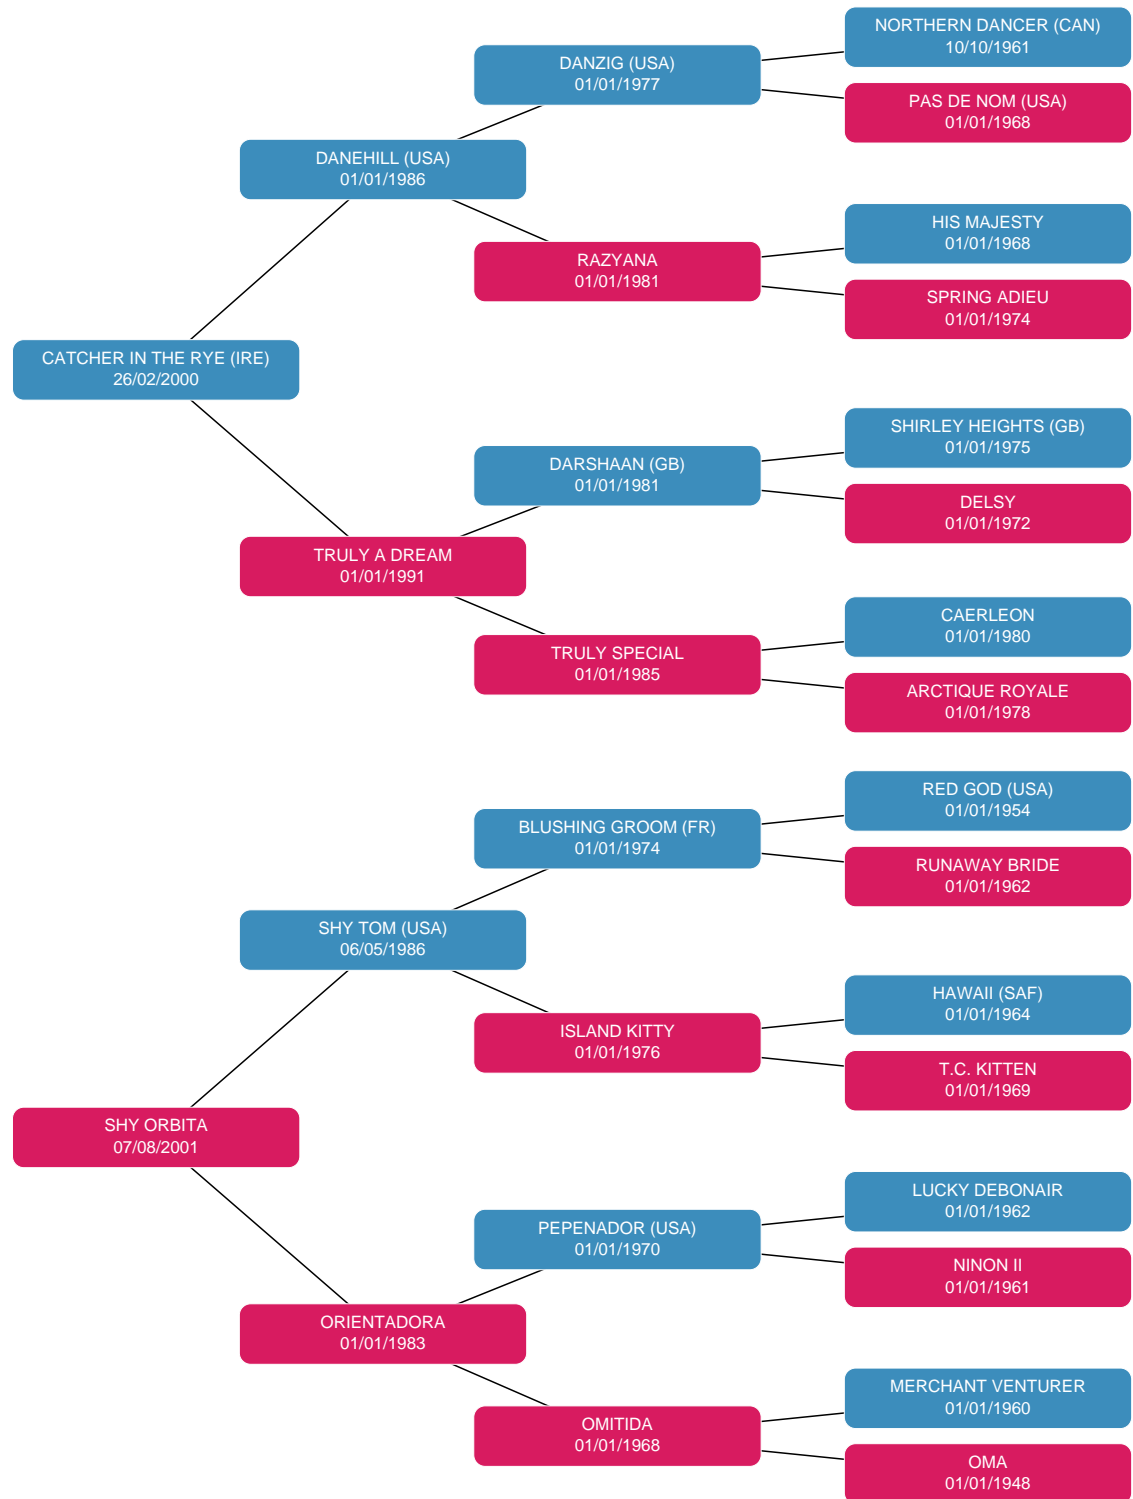 NORTHERN DANCER (CAN)
10/10/1961
DANZIG (USA)
01/01/1977
PAS DE NOM (USA)
01/01/1968
DANEHILL (USA)
01/01/1986
HIS MAJESTY
01/01/1968
RAZYANA
01/01/1981
SPRING ADIEU
01/01/1974
CATCHER IN THE RYE (IRE)
26/02/2000
SHIRLEY HEIGHTS (GB)
01/01/1975
DARSHAAN (GB)
01/01/1981
DELSY
01/01/1972
TRULY A DREAM
01/01/1991
CAERLEON
01/01/1980
TRULY SPECIAL
01/01/1985
ARCTIQUE ROYALE
01/01/1978
RED GOD (USA)
01/01/1954
BLUSHING GROOM (FR)
01/01/1974
RUNAWAY BRIDE
01/01/1962
SHY TOM (USA)
06/05/1986
HAWAII (SAF)
01/01/1964
ISLAND KITTY
01/01/1976
T.C. KITTEN
01/01/1969
SHY ORBITA
07/08/2001
LUCKY DEBONAIR
01/01/1962
PEPENADOR (USA)
01/01/1970
NINON II
01/01/1961
ORIENTADORA
01/01/1983
MERCHANT VENTURER
01/01/1960
OMITIDA
01/01/1968
OMA
01/01/1948